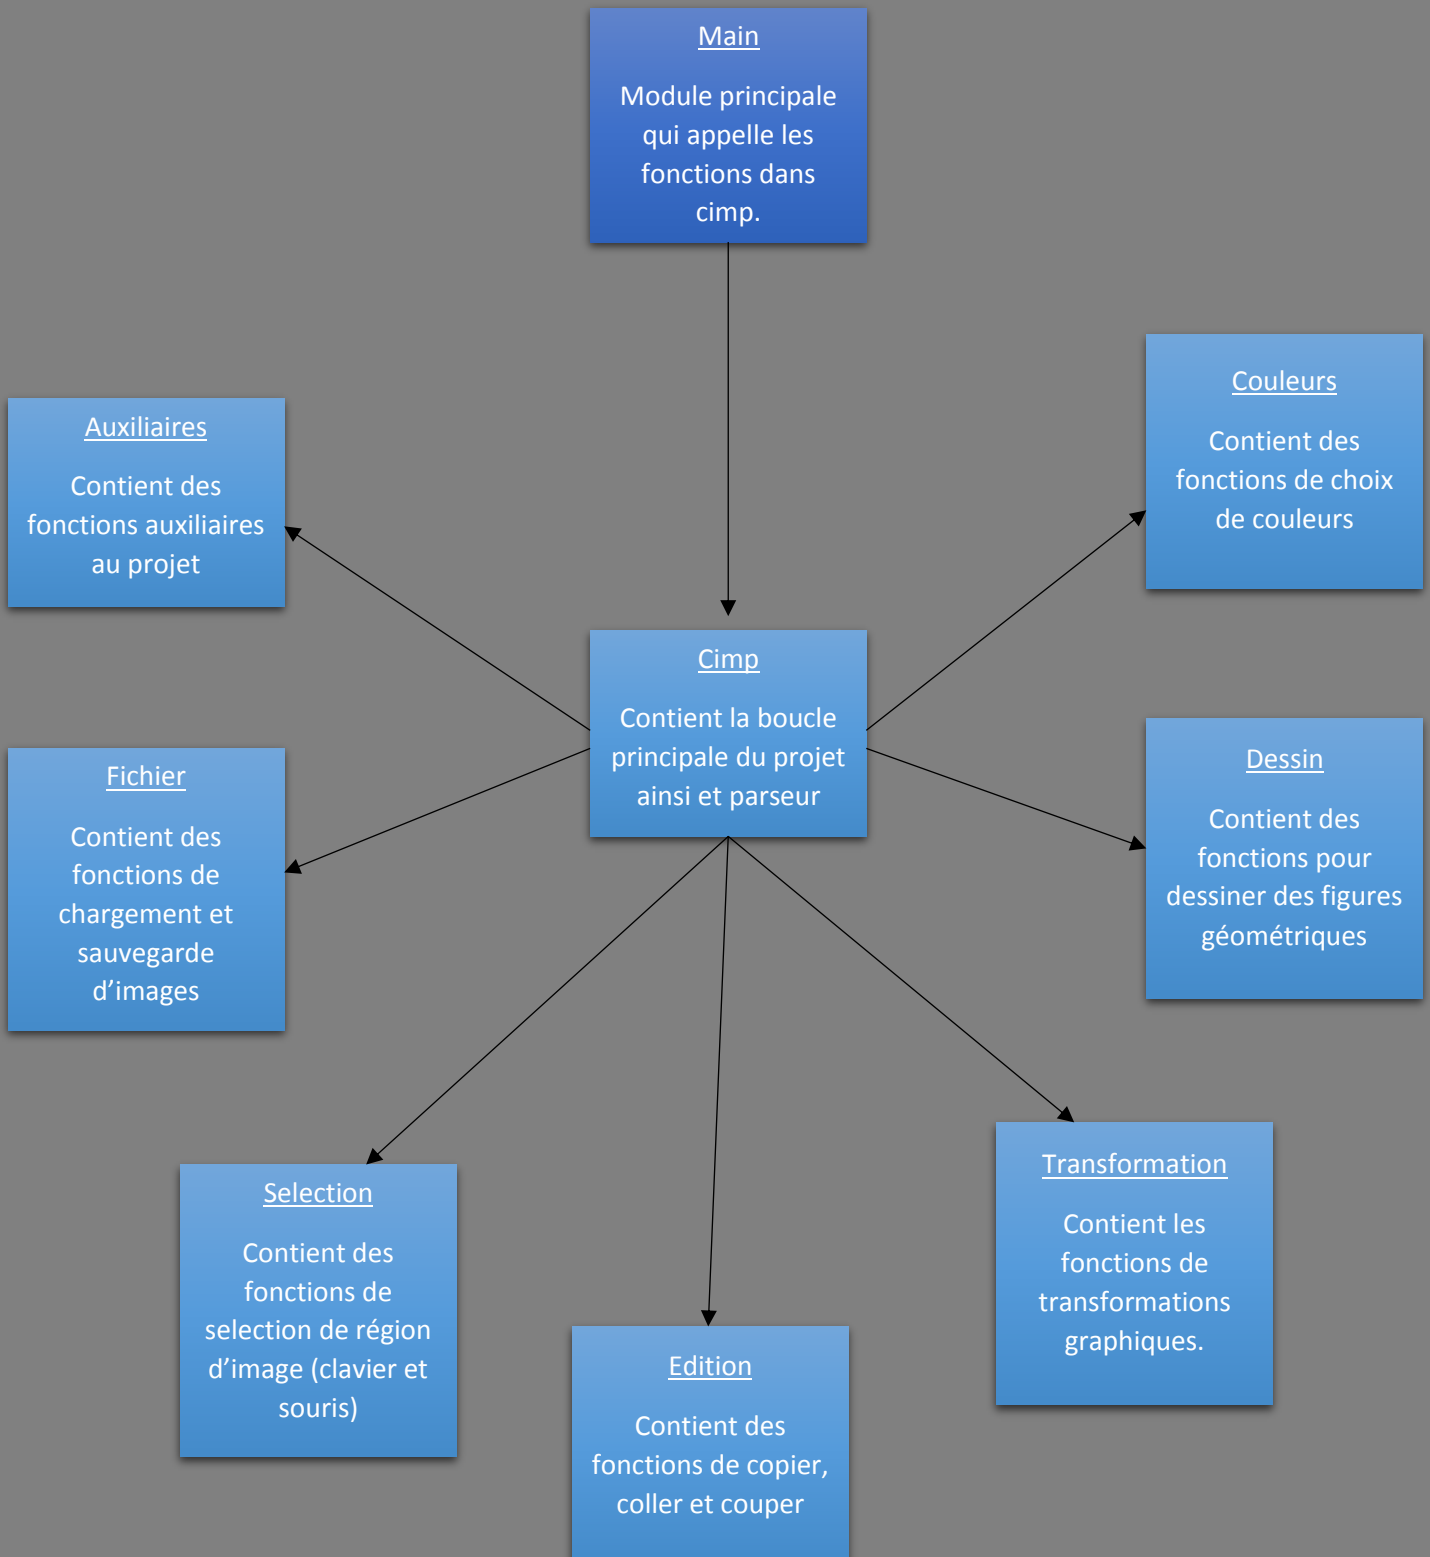 Main
Module principale
qui appelle les
fonctions dans
cimp.
Couleurs
Contient des
fonctions de choix
de couleurs
Auxiliaires
Contient des
fonctions auxiliaires
au projet
Cimp
Contient la boucle
principale du projet
ainsi et parseur
Dessin
Contient des
fonctions pour
dessiner des figures
géométriques
Fichier
Contient des
fonctions de
chargement et
sauvegarde
d’images
Transformation
Contient les
fonctions de
transformations
graphiques.
Selection
Contient des
fonctions de
selection de région
d’image (clavier et
souris)
Edition
Contient des
fonctions de copier,
coller et couper